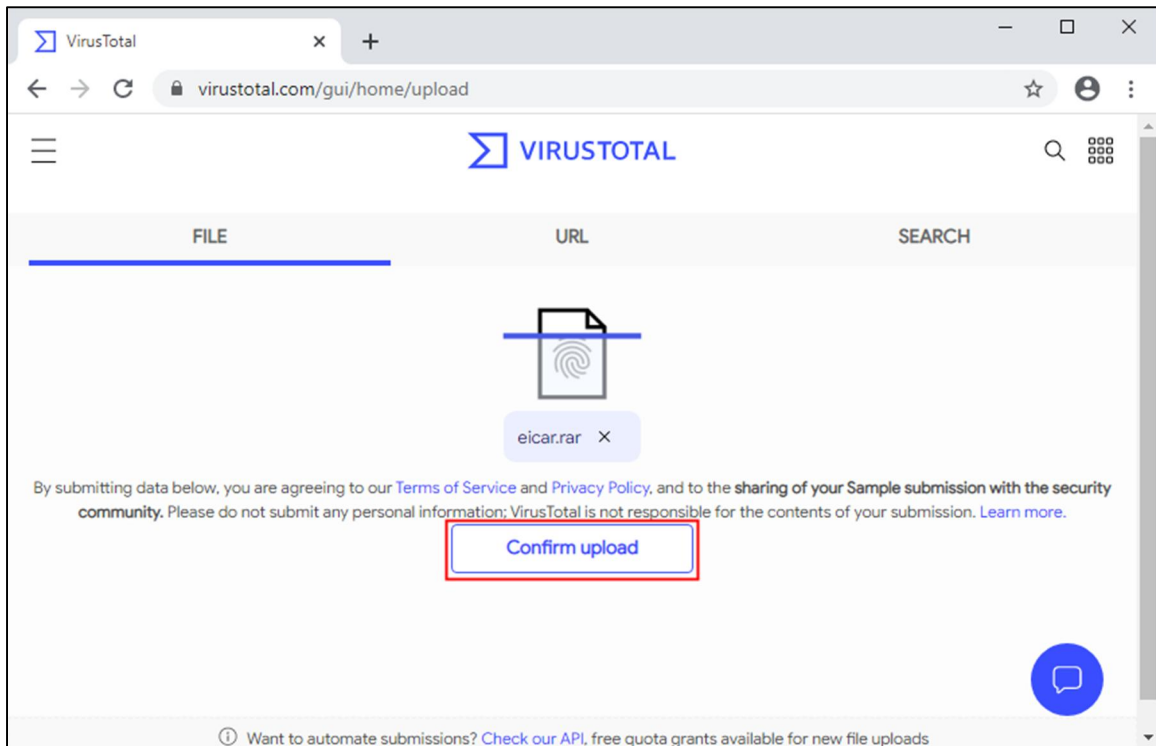 VirusTotal
virustotal.com/gui/home/upload
VIRUSTOTAL
FILE URL SEARCH
eicar.rar
By submitting data below, you are agreeing to our Terms of Service and Privacy Policy, and to the sharing of your Sample submission with the security
community. Please do not submit any personal information; VirusTotal is not responsible for the contents of your submission. Learn more.
Confirm upload
Want to automate submissions? Check our API, free quota grants available for new file uploads